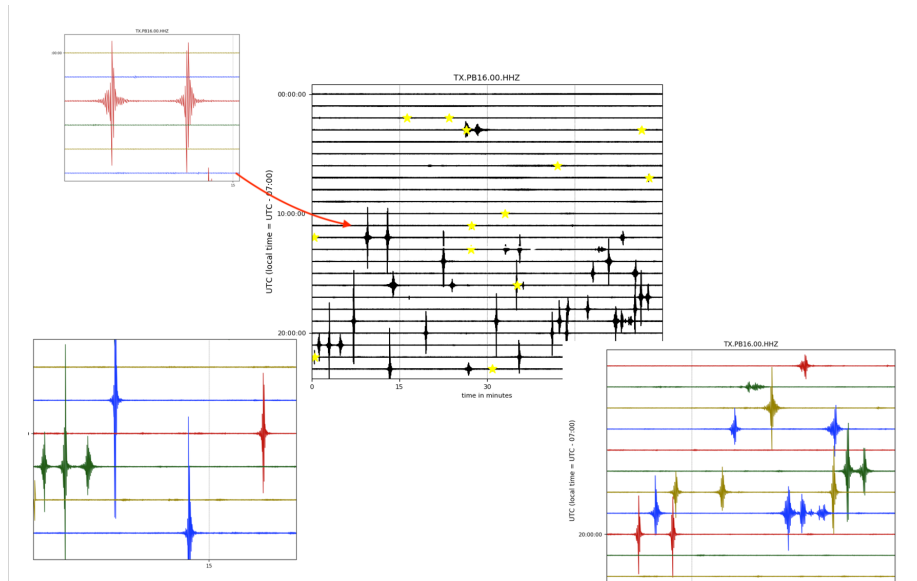 TX.PB16.00.HHZ
00:00
10
TX.PB16.00.HHZ
00:00:00
10:00:00
20:00:00
UTC (local time = UTC - 07:00)
0
15
30
time in minutes
15
TX.PB16.00.HHZ
UTC (local time = UTC - 07:00)
20:00:00